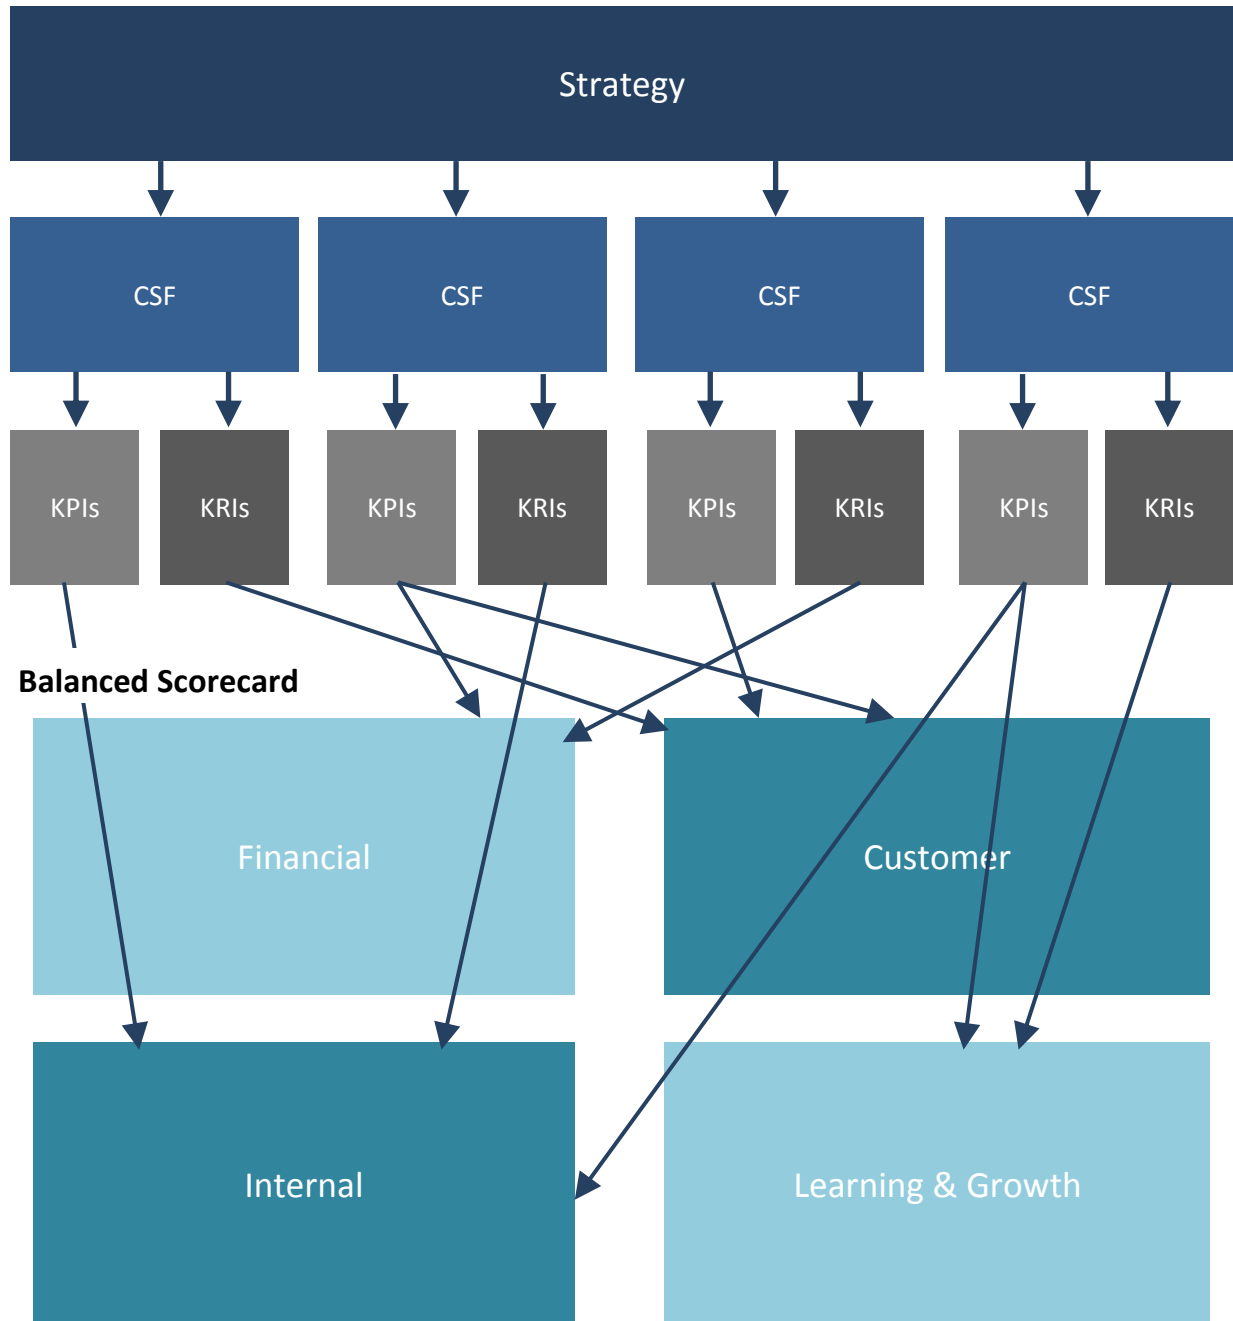 Strategy
CSF
CSF
CSF
CSF
KPIs
KRIs
KPIs
KRIs
KPIs
KRIs
KPIs
KRIs
Balanced Scorecard
Financial
Customer
Internal
Learning & Growth